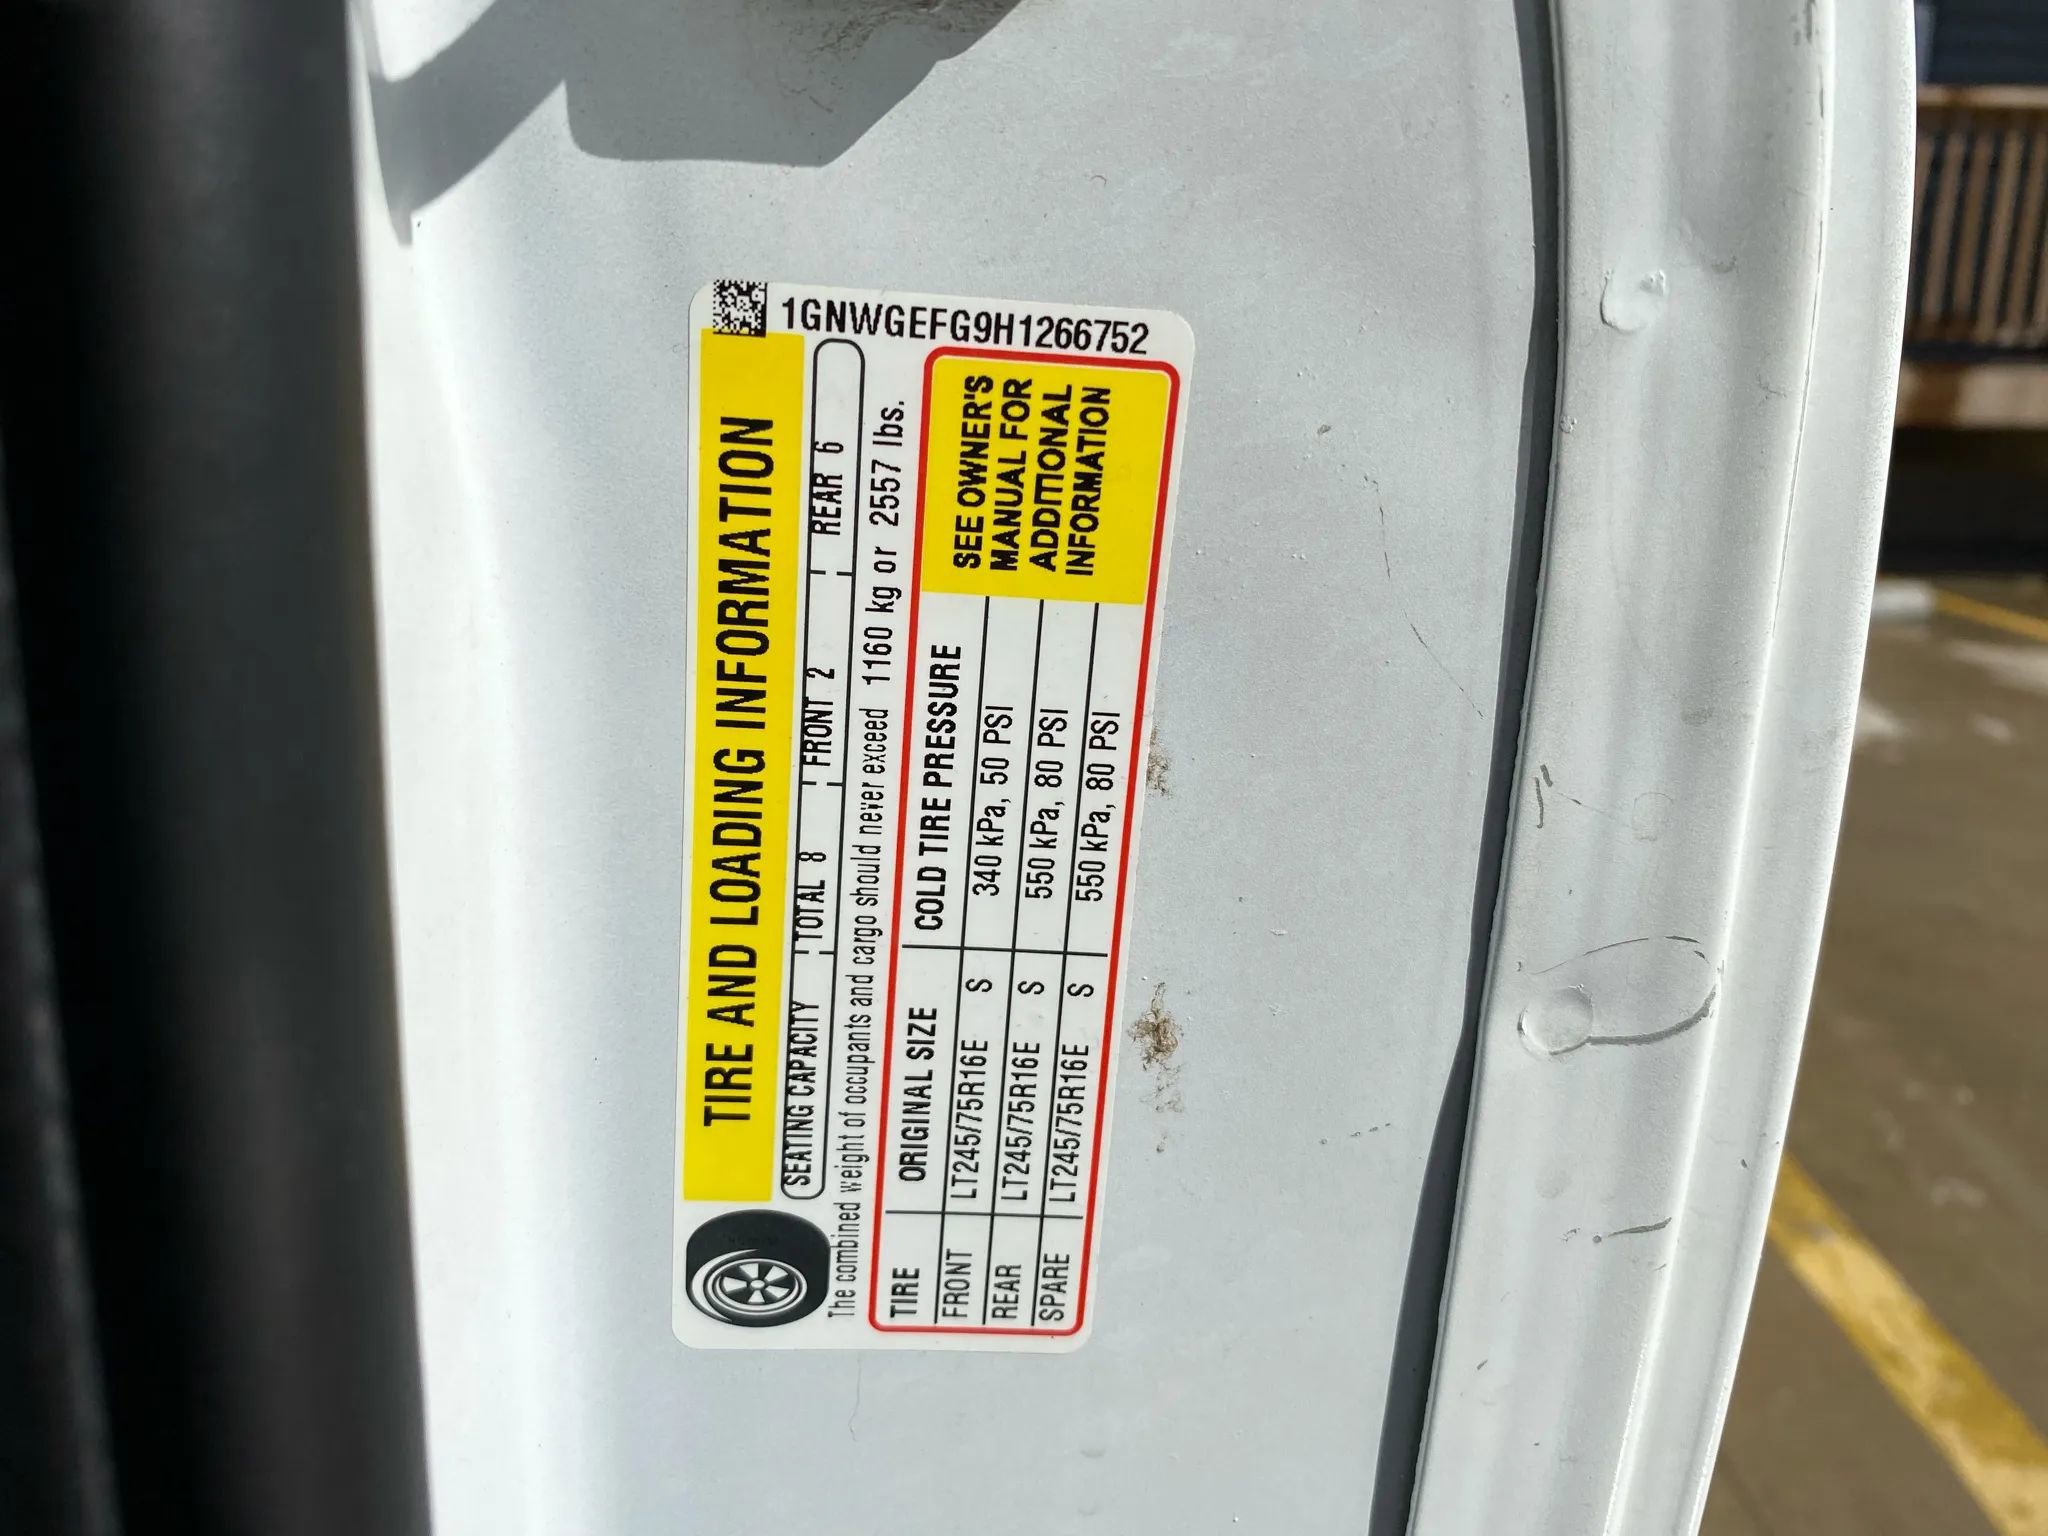 1GNWGEFG9H1266752
TIRE AND LOADING INFORMATION
SEATING CAPACITY TOTAL 8 FRONT 2 REAR 6
The combined weight of occupants and cargo should never exceed 1160 kg or 2557 lbs.
TIRE ORIGINAL SIZE COLD TIRE PRESSURE
FRONT LT245/75R16E S 340 kPa, 50 PSI
REAR LT245/75R16E S 550 kPa, 80 PSI
SPARE LT245/75R16E S 550 kPa, 80 PSI
SEE OWNER'S
MANUAL FOR
ADDITIONAL
INFORMATION